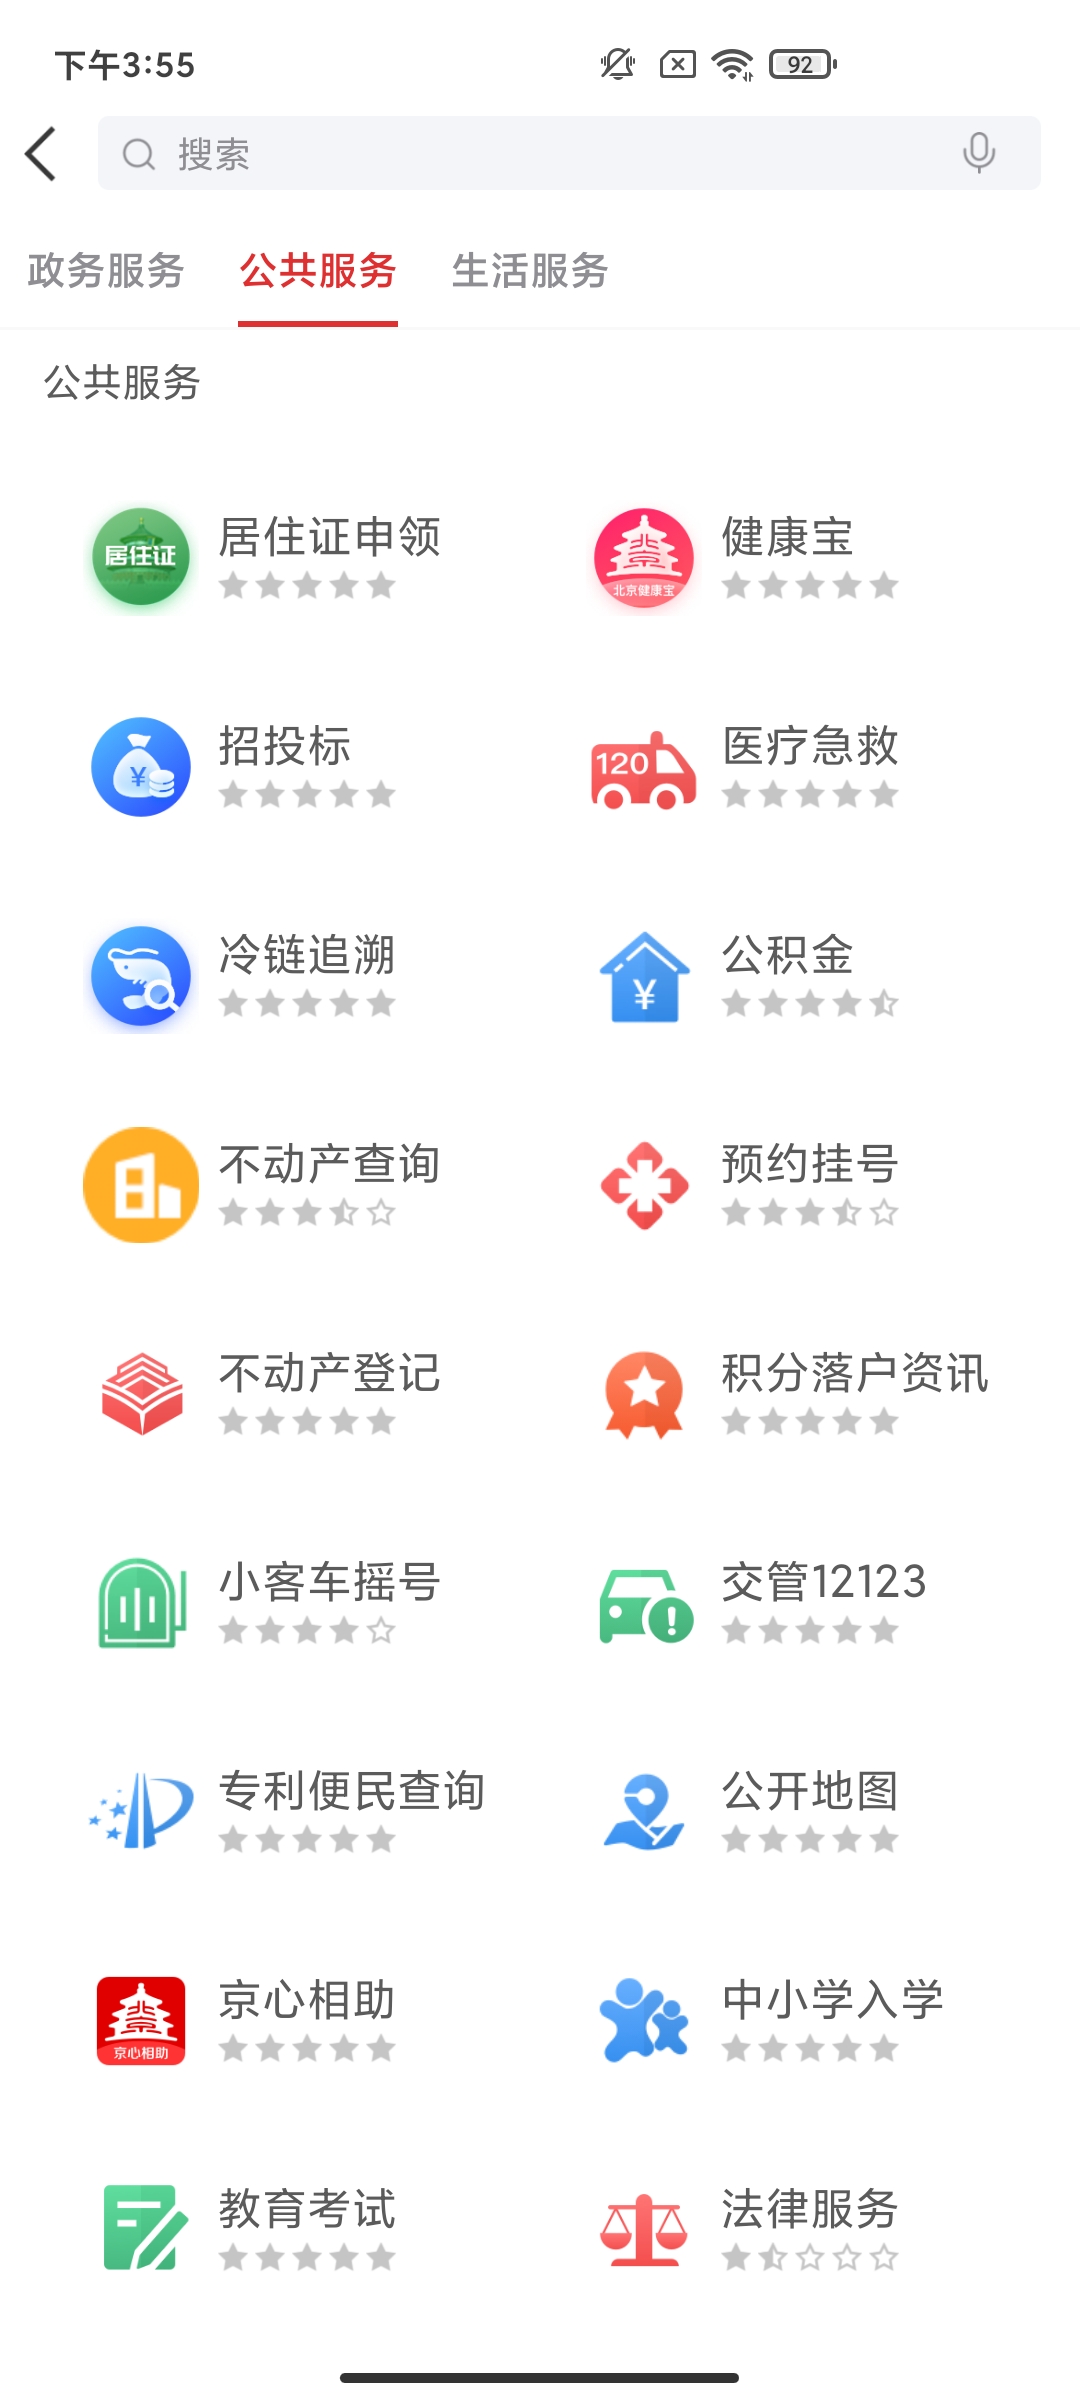 下午3:55
92
搜索
政务服务 公共服务 生活服务
公共服务
居住证
居住证申领
北京健康宝
健康宝
¥
招投标
120
医疗急救
冷链追溯
¥
公积金
不动产查询
预约挂号
不动产登记
积分落户资讯
小客车摇号
交管12123
专利便民查询
公开地图
京心相助
京心相助
中小学入学
教育考试
法律服务